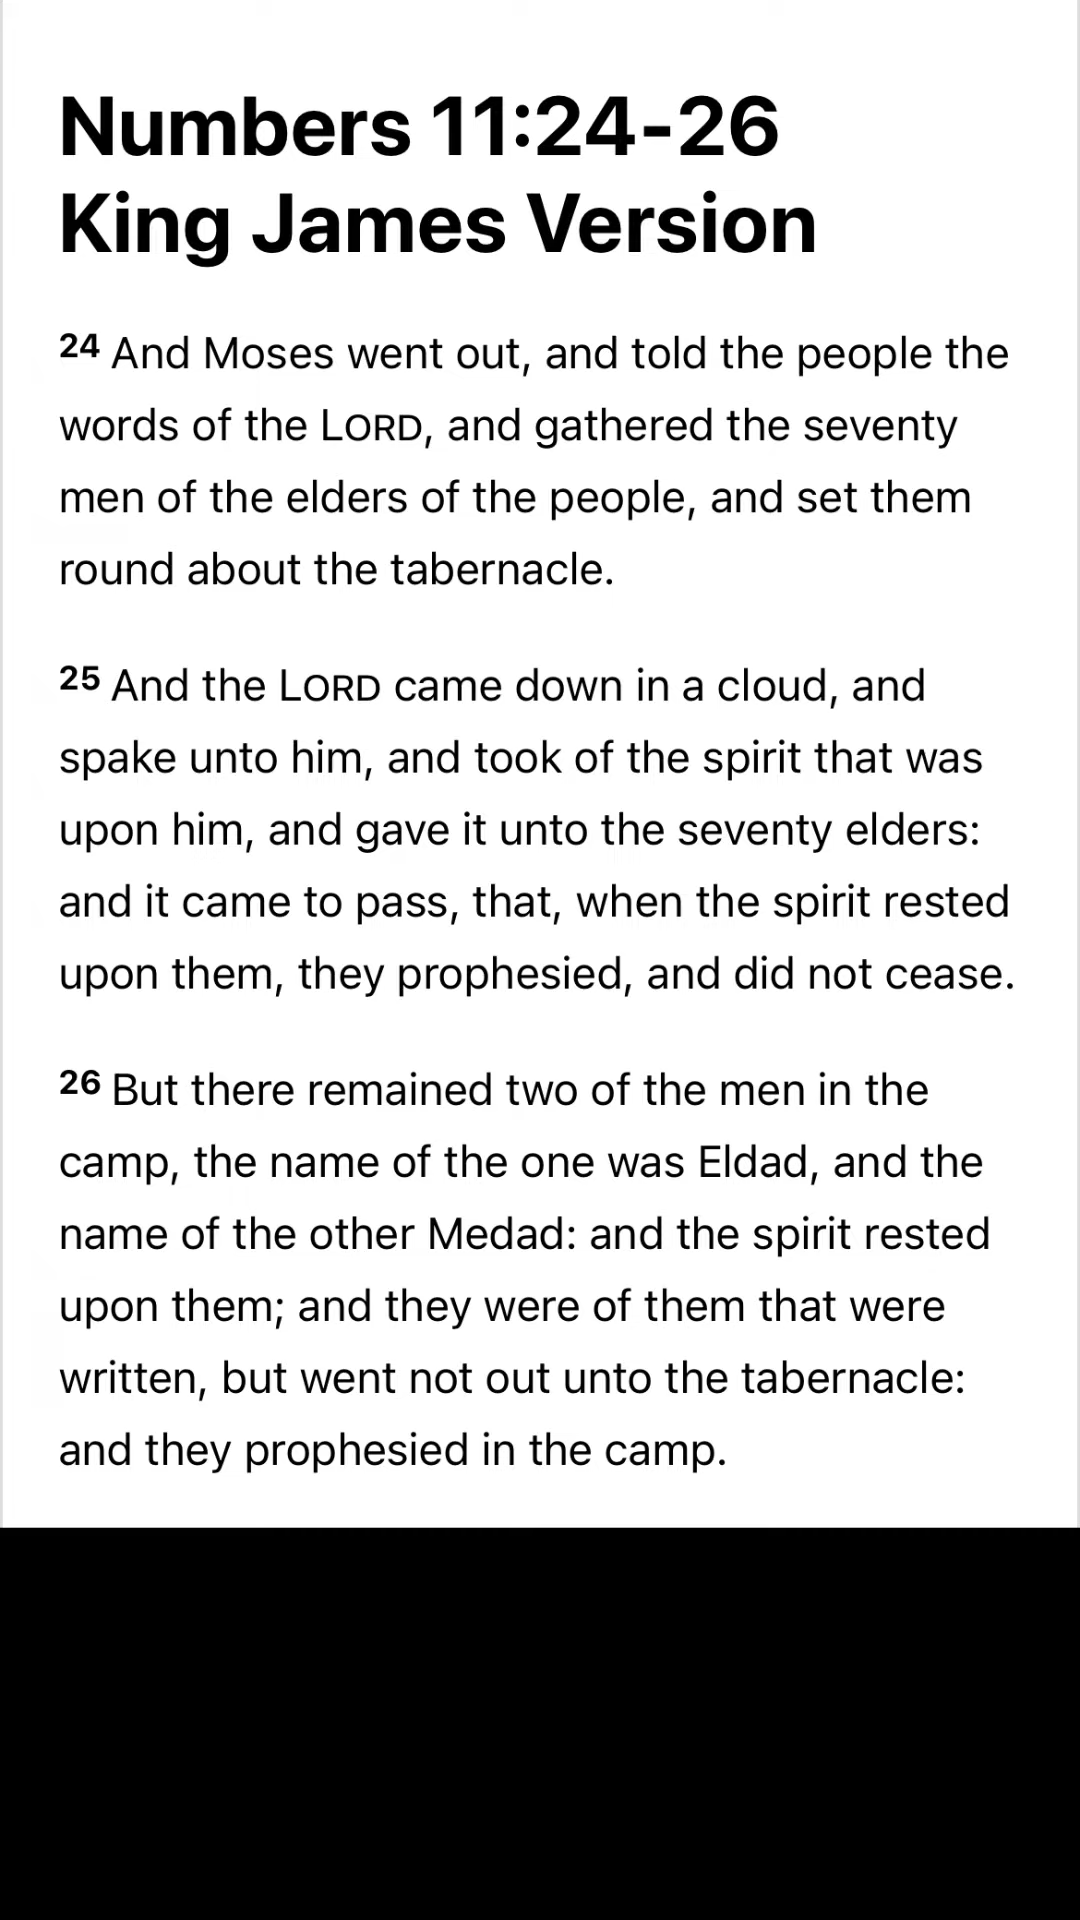 Numbers 11:24-26
King James Version
24 And Moses went out, and told the people the
words of the LORD, and gathered the seventy
men of the elders of the people, and set them
round about the tabernacle.
25 And the LORD came down in a cloud, and
spake unto him, and took of the spirit that was
upon him, and gave it unto the seventy elders:
and it came to pass, that, when the spirit rested
upon them, they prophesied, and did not cease.
26 But there remained two of the men in the
camp, the name of the one was Eldad, and the
name of the other Medad: and the spirit rested
upon them; and they were of them that were
written, but went not out unto the tabernacle:
and they prophesied in the camp.